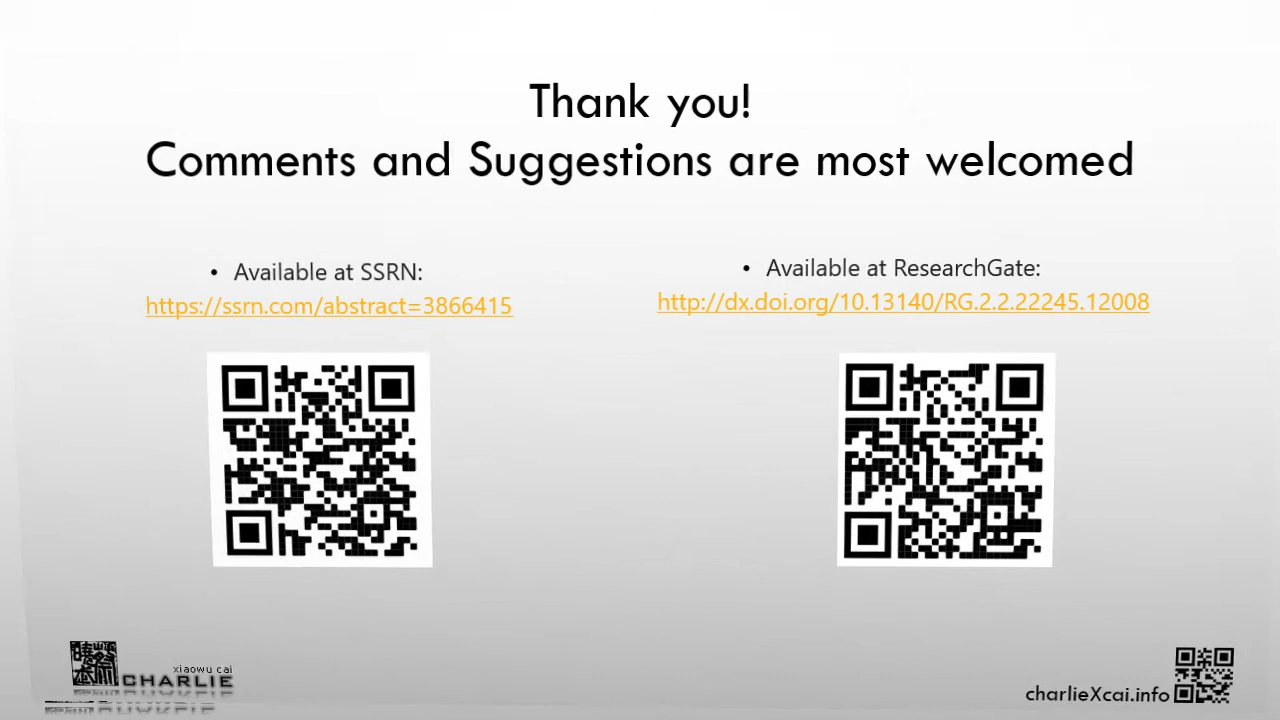 Thank you!
Comments and Suggestions are most welcomed
• Available at SSRN:
https://ssrn.com/abstract=3866415
• Available at ResearchGate:
http://dx.doi.org/10.13140/RG.2.2.22245.12008
xiaowu cai
CHARLIE
charlieXcai.info